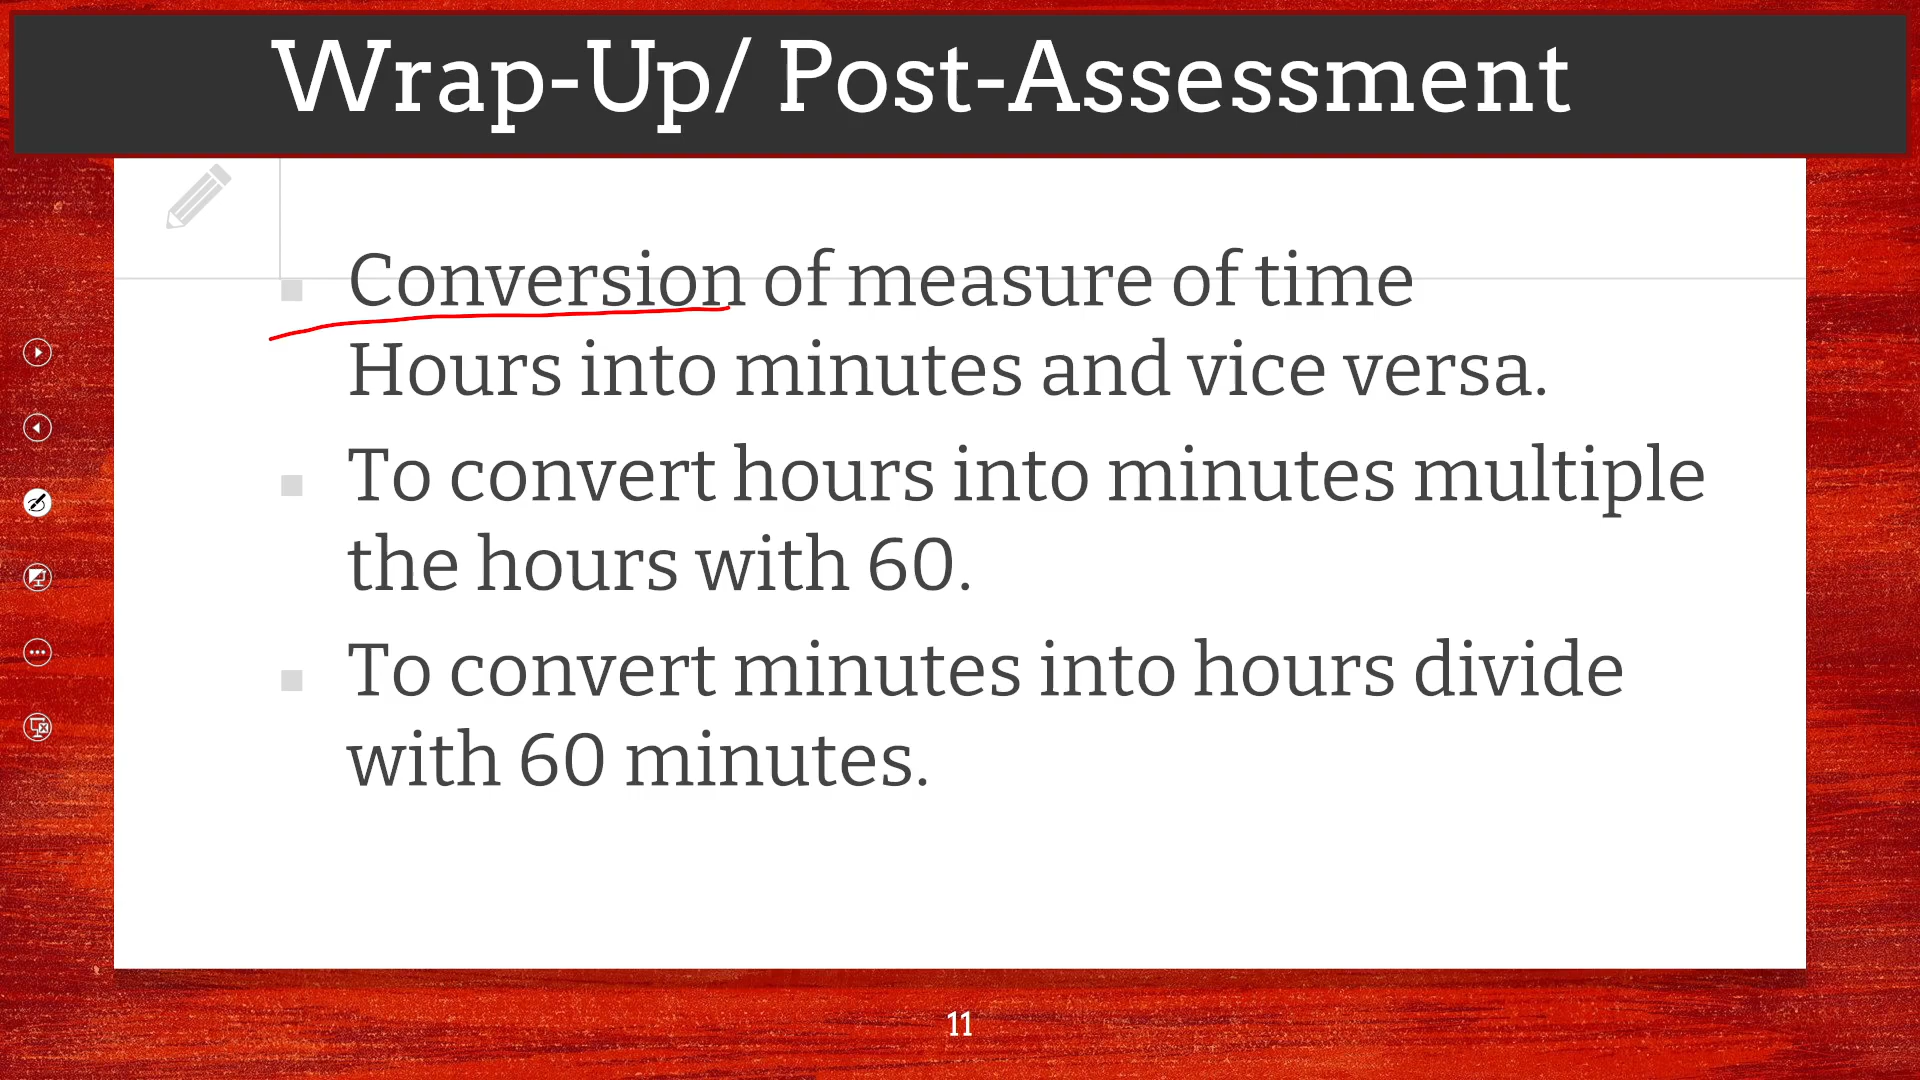 Wrap-Up/ Post-Assessment
Conversion of measure of time
Hours into minutes and vice versa.
To convert hours into minutes multiple
the hours with 60.
To convert minutes into hours divide
with 60 minutes.
11